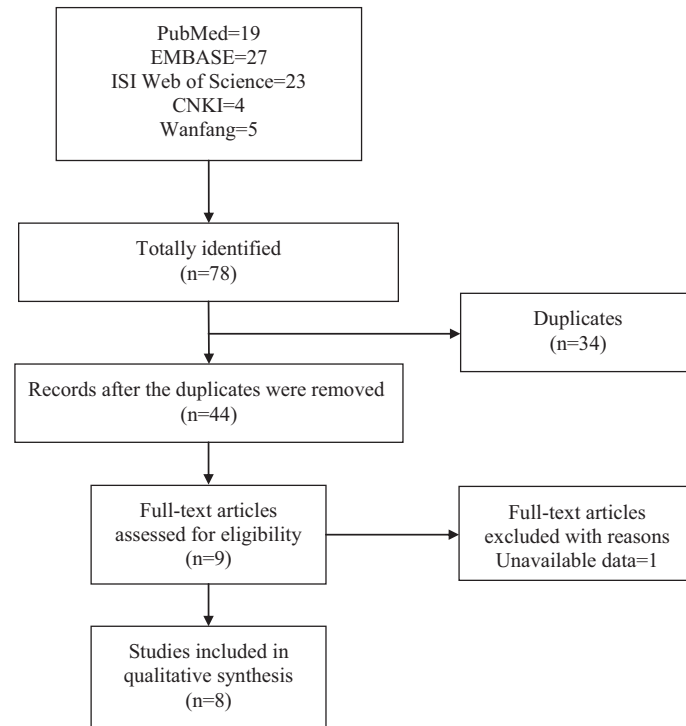 PubMed=19
EMBASE=27
ISI Web of Science=23
CNKI=4
Wanfang=5
Totally identified
(n=78)
Duplicates
(n=34)
Records after the duplicates were removed
(n=44)
Full-text articles
assessed for eligibility
(n=9)
Full-text articles
excluded with reasons
Unavailable data=1
Studies included in
qualitative synthesis
(n=8)